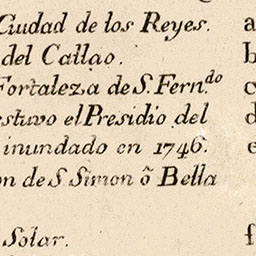 Ciudad de los Reyes. a
del Callao. b
Fortaleza de S. Fern.do c
estuvo el Presidio del d
inundado en 1746. e
on de S. Simon õ Bella
Solar. f